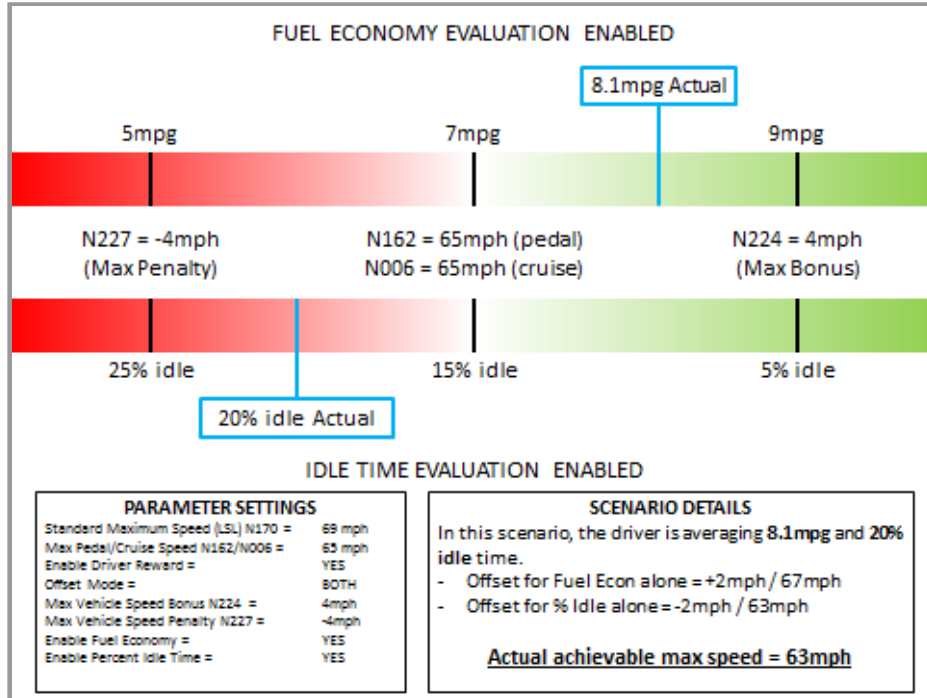 FUEL ECONOMY EVALUATION ENABLED
8.1mpg Actual
5mpg
7mpg
9mpg
N227 = -4mph
(Max Penalty)
N162 = 65mph (pedal)
N006 = 65mph (cruise)
N224 = 4mph
(Max Bonus)
25% idle
15% idle
5% idle
20% idle Actual
IDLE TIME EVALUATION ENABLED
PARAMETER SETTINGS
Standard Maximum Speed (LSL) N170 = 69 mph
Max Pedal/Cruise Speed N162/N006 = 65 mph
Enable Driver Reward = YES
Offset Mode = BOTH
Max Vehicle Speed Bonus N224 = 4mph
Max Vehicle Speed Penalty N227 = -4mph
Enable Fuel Economy = YES
Enable Percent Idle Time = YES
SCENARIO DETAILS
In this scenario, the driver is averaging 8.1mpg and 20%
idle time.
- Offset for Fuel Econ alone = +2mph / 67mph
- Offset for % Idle alone = -2mph / 63mph
Actual achievable max speed = 63mph